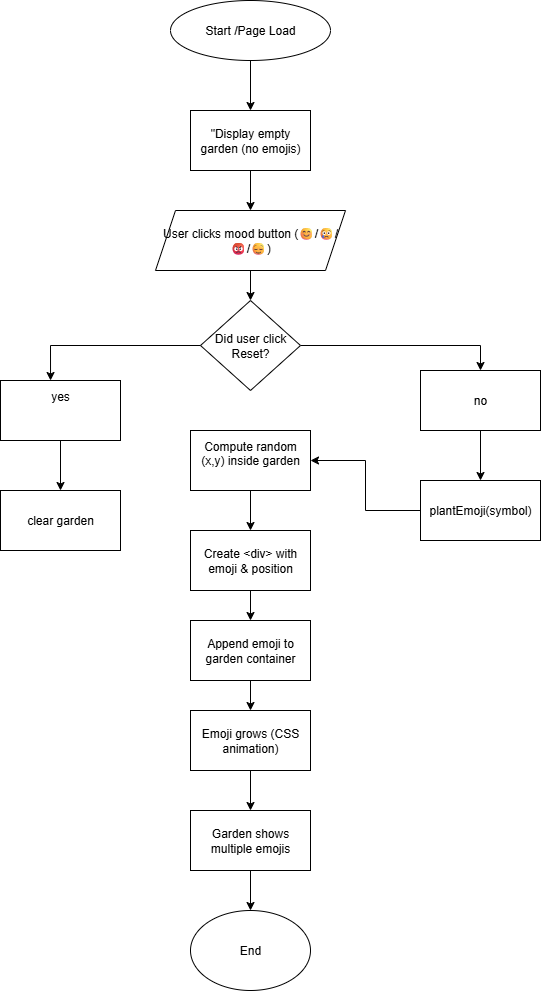 Start /Page Load
"Display empty
garden (no emojis)
User clicks mood button (😊/😨/
😡/😴)
Did user click
Reset?
yes
no
clear garden
plantEmoji(symbol)
Compute random
(x,y) inside garden
Create <div> with
emoji & position
Append emoji to
garden container
Emoji grows (CSS
animation)
Garden shows
multiple emojis
End